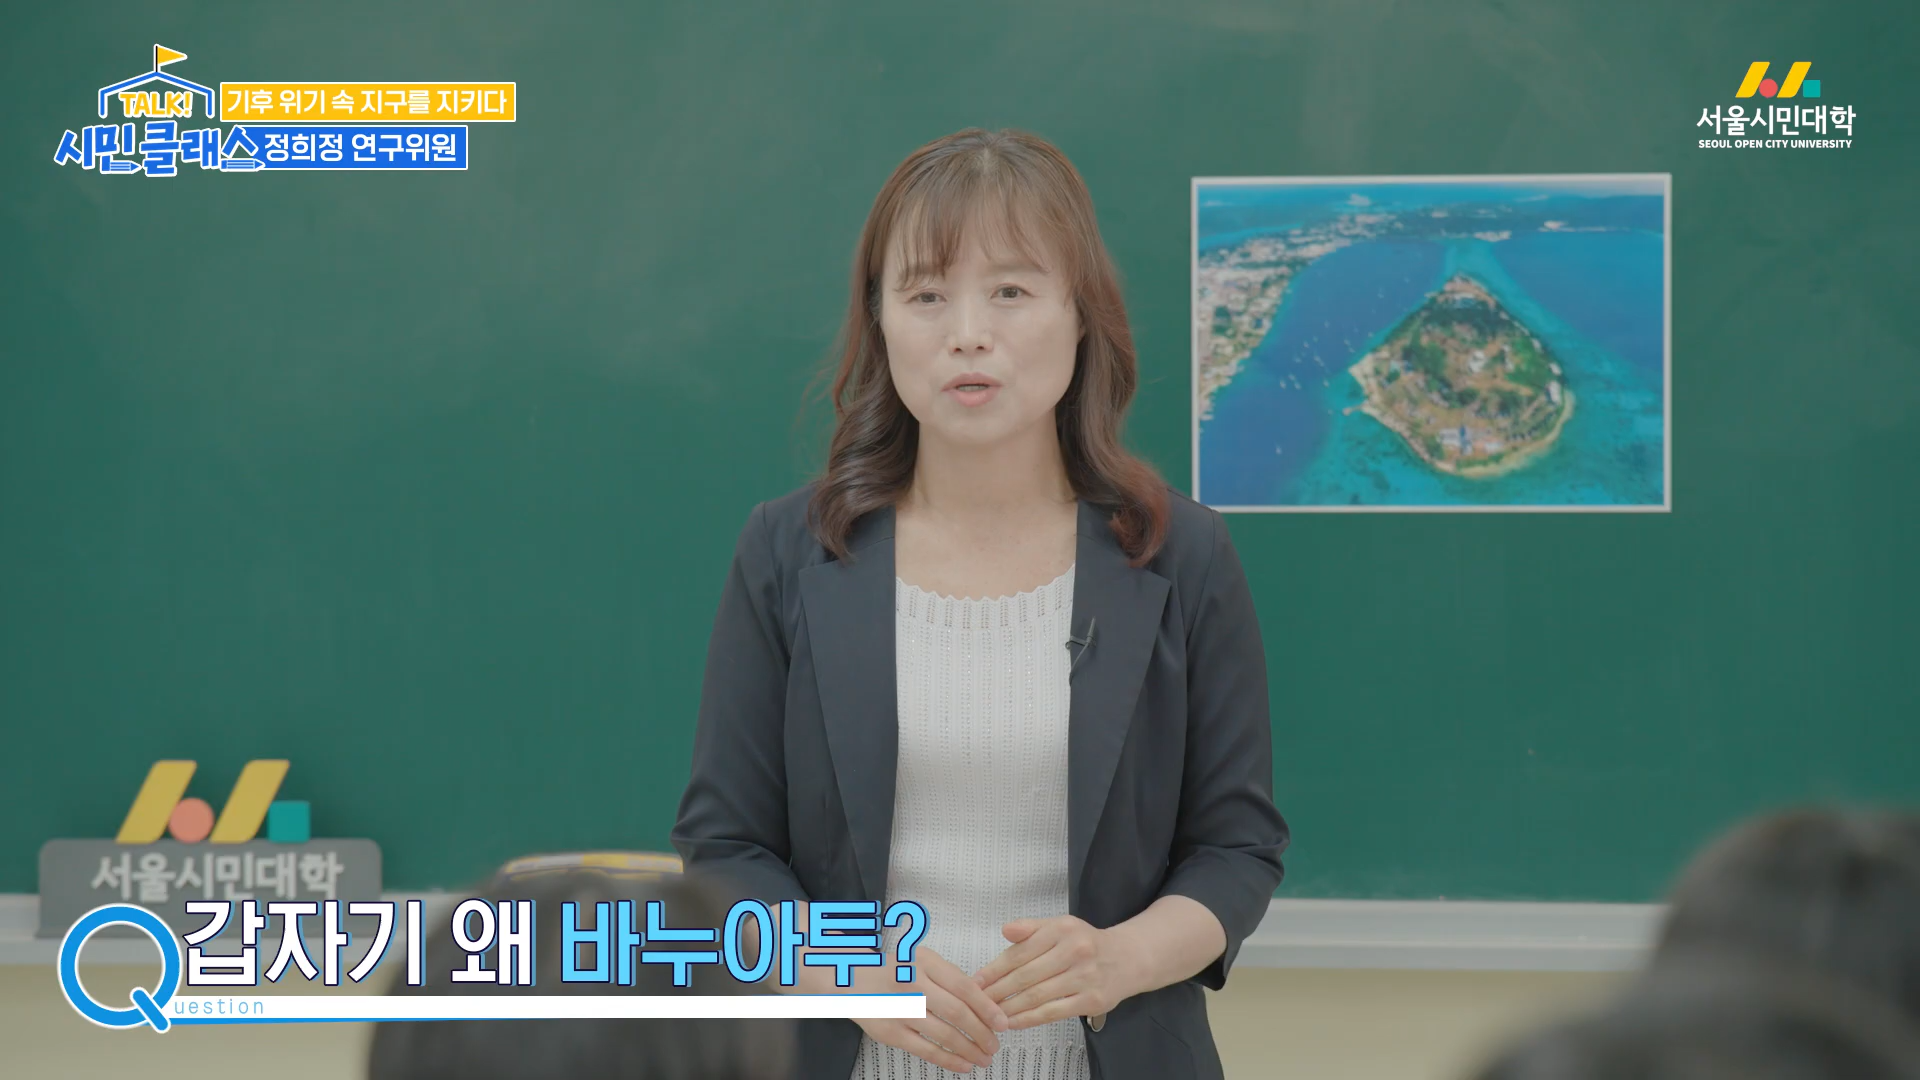 TALK!
시민 클래스
기후 위기 속 지구를 지키다
정희정 연구위원
서울시민대학
SEOUL OPEN CITY UNIVERSITY
서울시민대학
Question
갑자기 왜 바누아투?